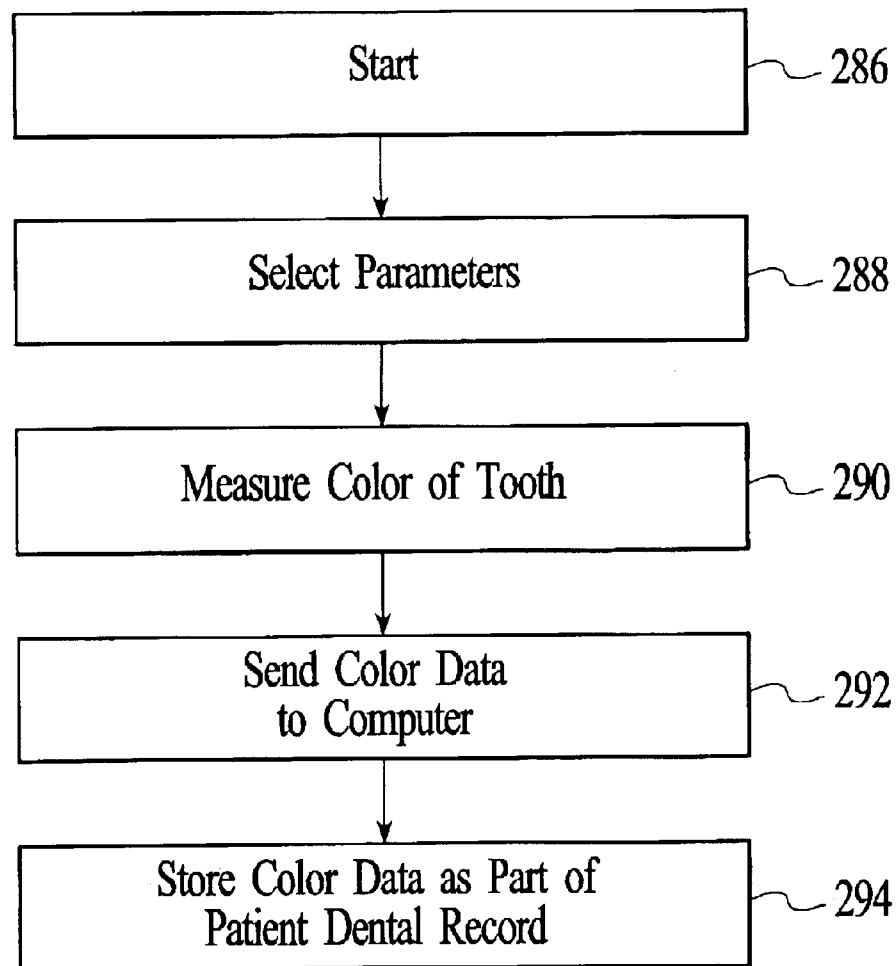 Start
286
Select Parameters
288
Measure Color of Tooth
290
Send Color Data
to Computer
292
Store Color Data as Part of
Patient Dental Record
294